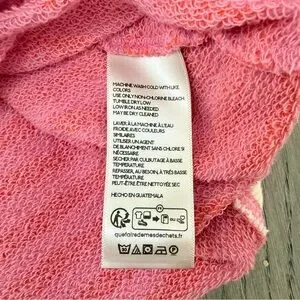 MACHINE WASH COLD WITH LIKE
COLORS
USE ONLY NON-CHLORINE BLEACH
TUMBLE DRY LOW
LOW IRON AS NEEDED
MAY BE DRY CLEANED
LAVER À LA MACHINE À L'EAU
FROIDE AVEC COULEURS
SIMILAIRES
UTILISER UN AGENT
DE BLANCHIMENT SANS CHLORE SI
NÉCESSAIRE
SÉCHER PAR CULBUTAGE À BASSE
TEMPÉRATURE
REPASSER, AU BESOIN, À TRÈS BASSE
TEMPÉRATURE
PEUT-ÊTRE ÊTRE NETTOYÉE SEC
HECHO EN GUATEMALA
OU
quefairedemesdechets.fr